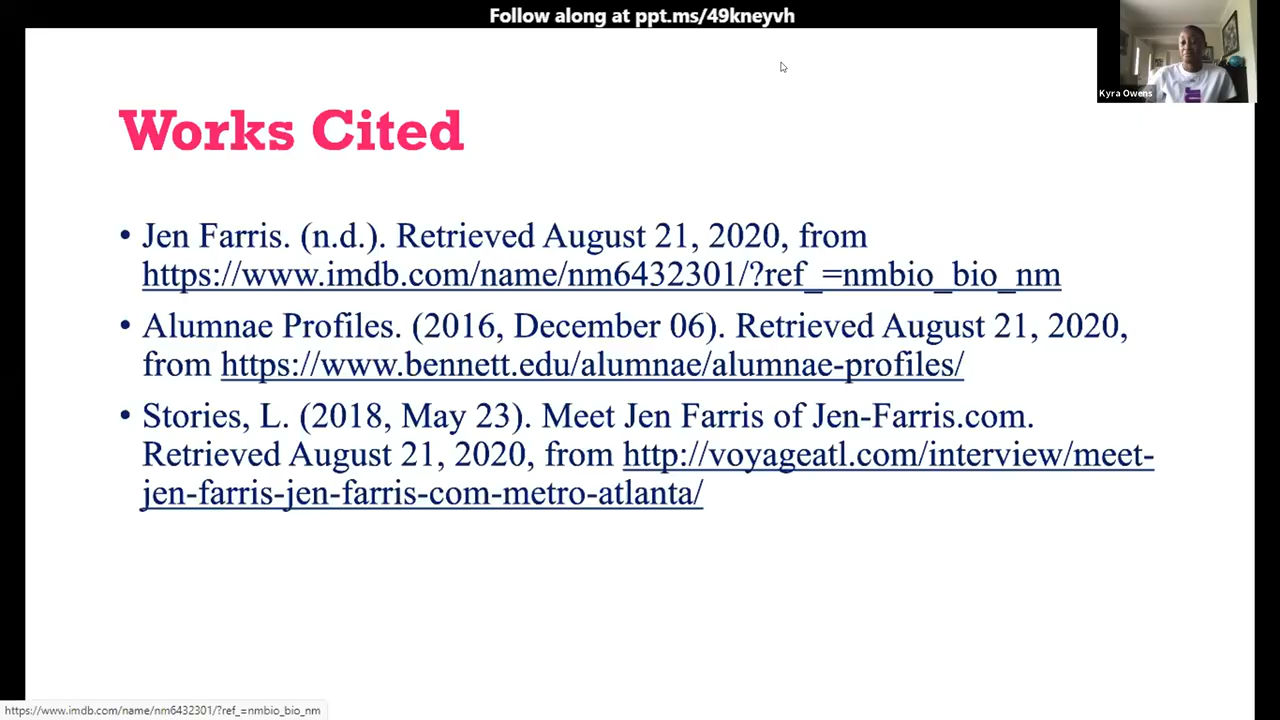 Follow along at ppt.ms/49kneyvh
Kyra Owens
Works Cited
• Jen Farris. (n.d.). Retrieved August 21, 2020, from
https://www.imdb.com/name/nm6432301/?ref_=nmbio_bio_nm
• Alumnae Profiles. (2016, December 06). Retrieved August 21, 2020,
from https://www.bennett.edu/alumnae/alumnae-profiles/
• Stories, L. (2018, May 23). Meet Jen Farris of Jen-Farris.com.
Retrieved August 21, 2020, from http://voyageatl.com/interview/meet-
jen-farris-jen-farris-com-metro-atlanta/
https://www.imdb.com/name/nm6432301/?ref_=nmbio_bio_nm